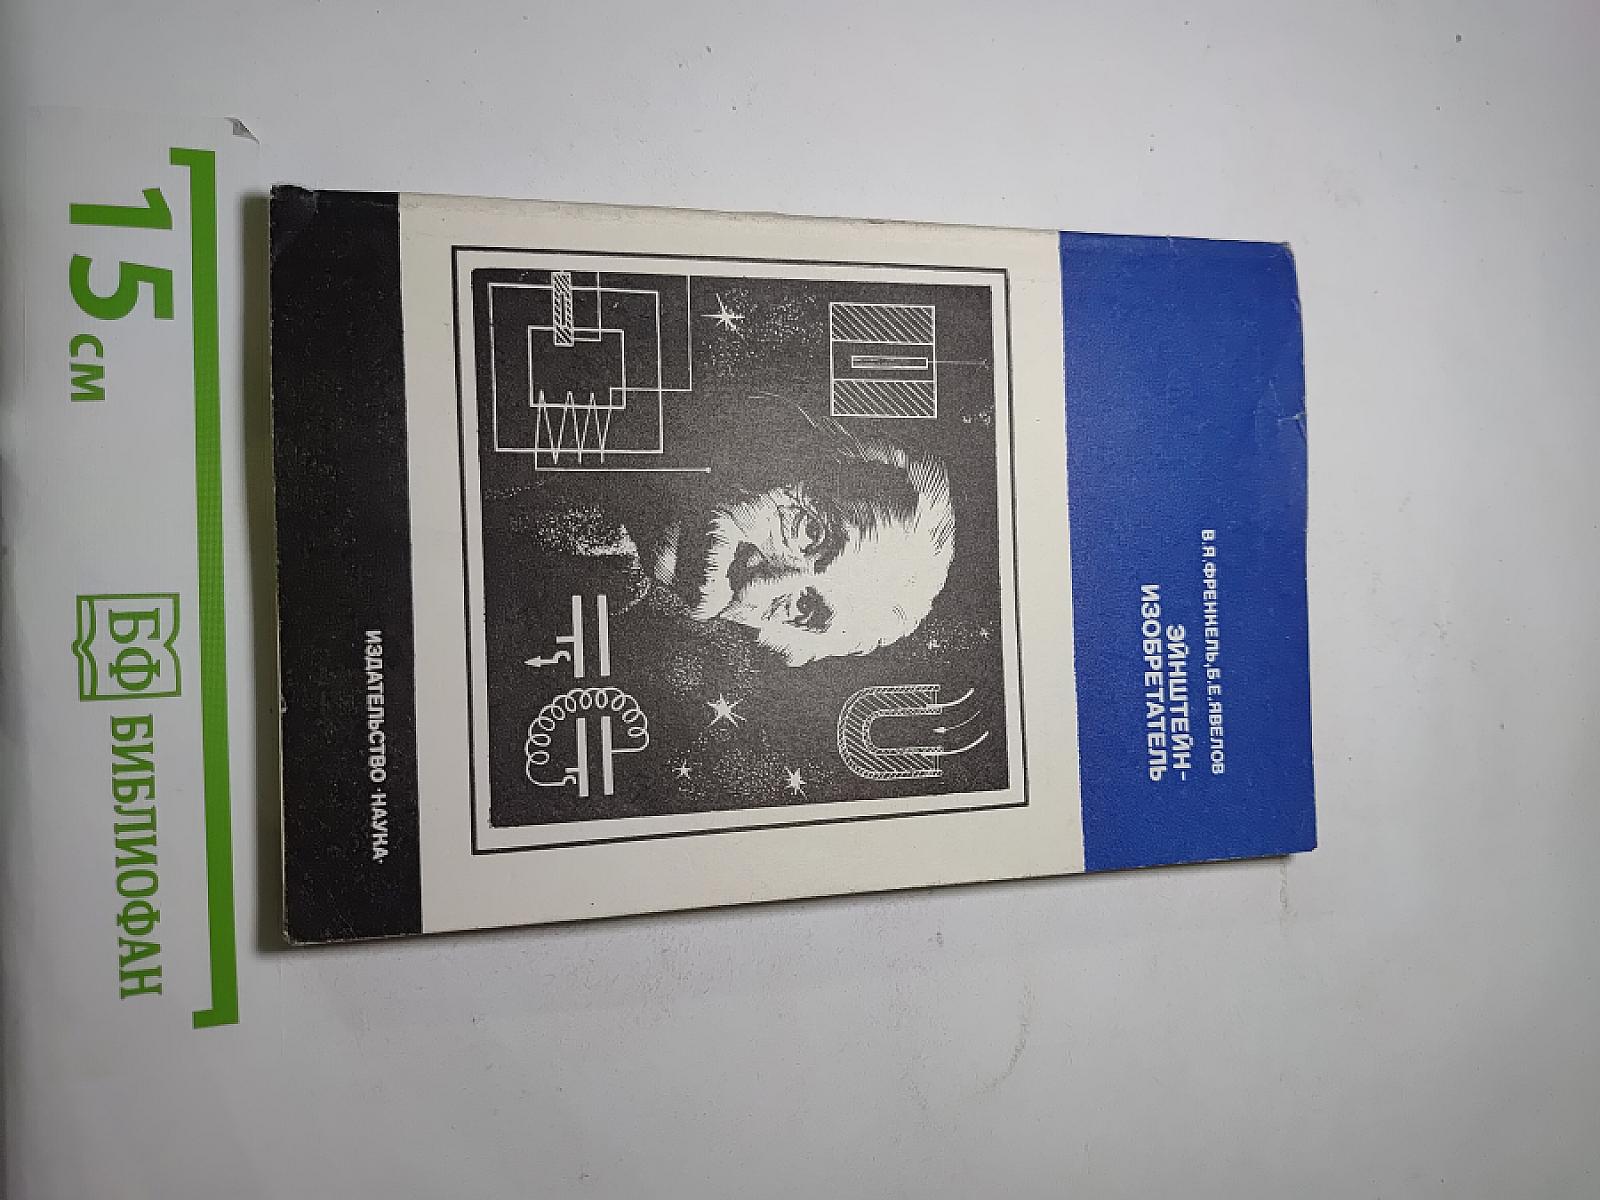 В.Я.ФРЕНКЕЛЬ, Б.Е.ЯВЕЛОВ
ЭЙНШТЕЙН-
ИЗОБРЕТАТЕЛЬ
ИЗДАТЕЛЬСТВО ·НАУКА·
15 см
БФ БИБЛИОФАН